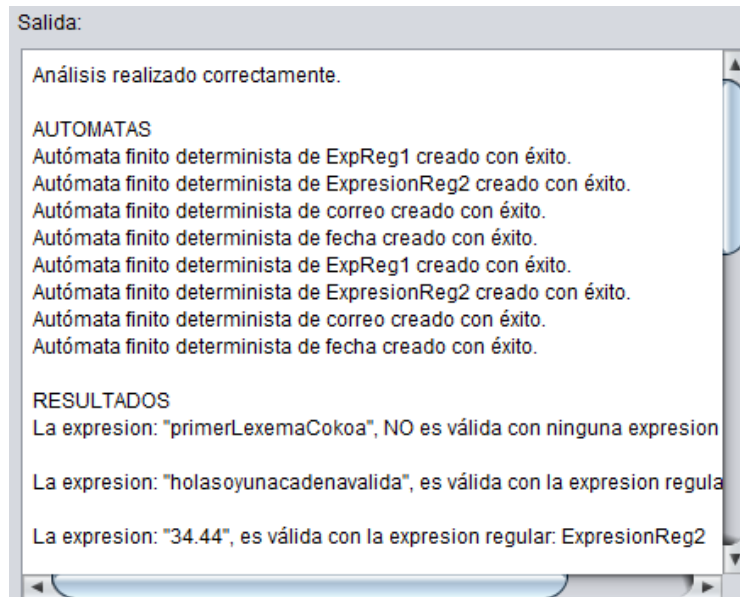 Salida:
Análisis realizado correctamente.
AUTOMATAS
Autómata finito determinista de ExpReg1 creado con éxito.
Autómata finito determinista de ExpresionReg2 creado con éxito.
Autómata finito determinista de correo creado con éxito.
Autómata finito determinista de fecha creado con éxito.
Autómata finito determinista de ExpReg1 creado con éxito.
Autómata finito determinista de ExpresionReg2 creado con éxito.
Autómata finito determinista de correo creado con éxito.
Autómata finito determinista de fecha creado con éxito.
RESULTADOS
La expresion: "primerLexemaCokoa", NO es válida con ninguna expresion
La expresion: "holasoyunacadenavalida", es válida con la expresion regula
La expresion: "34.44", es válida con la expresion regular: ExpresionReg2